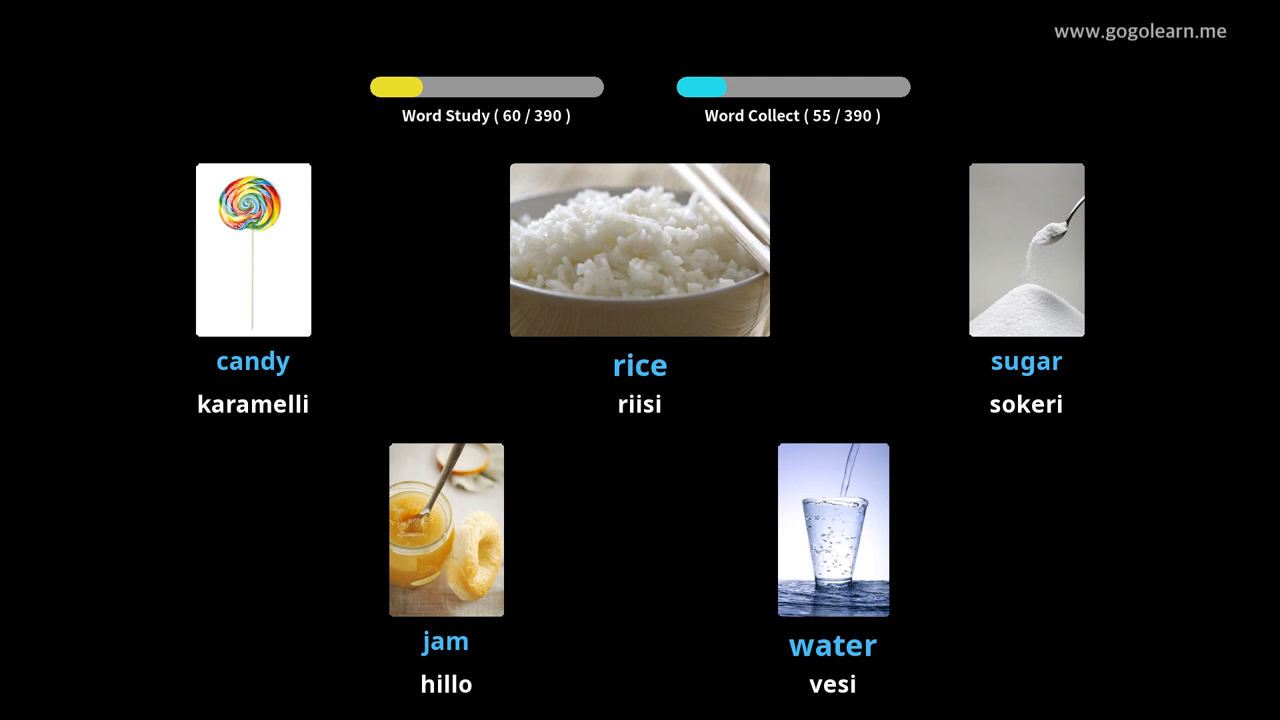 www.gogolearn.me
Word Study ( 60 / 390 )
Word Collect ( 55 / 390 )
candy
karamelli
rice
riisi
sugar
sokeri
jam
hillo
water
vesi